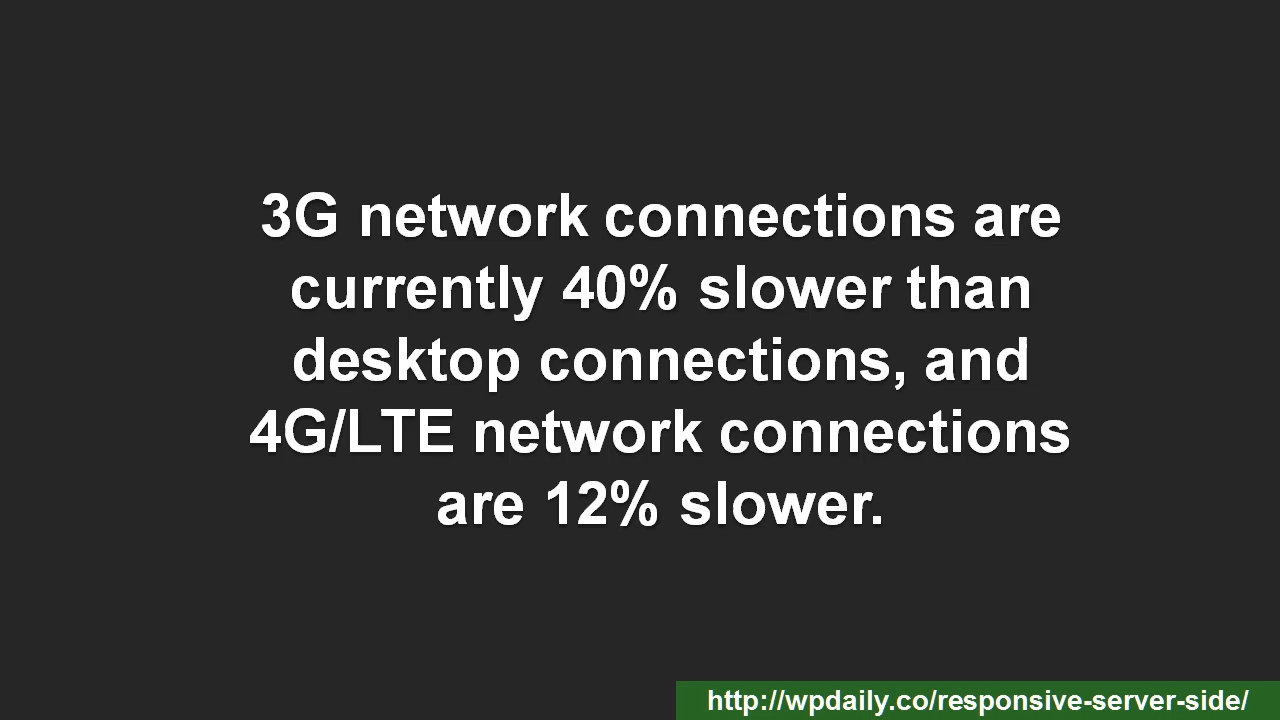 3G network connections are
currently 40% slower than
desktop connections, and
4G/LTE network connections
are 12% slower.
http://wpdaily.co/responsive-server-side/